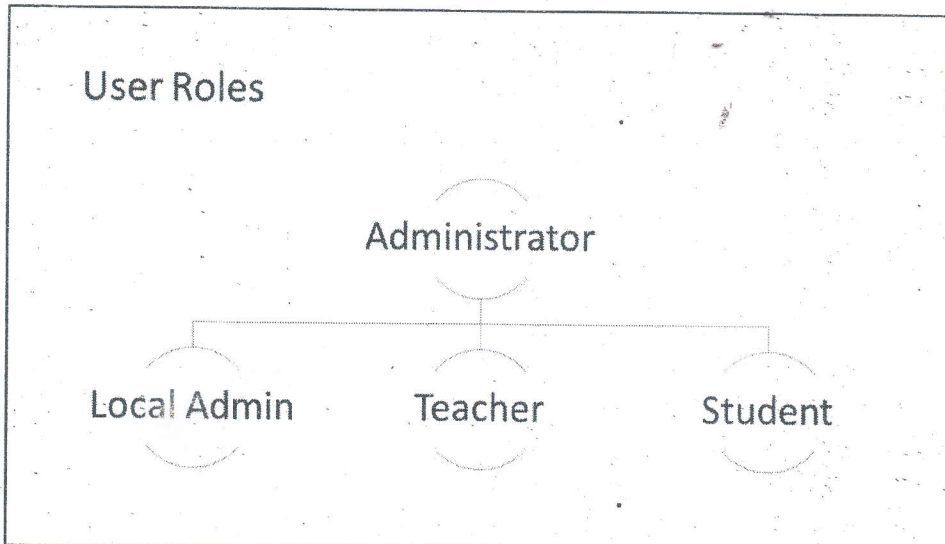 User Roles
Administrator
Local Admin
Teacher
Student